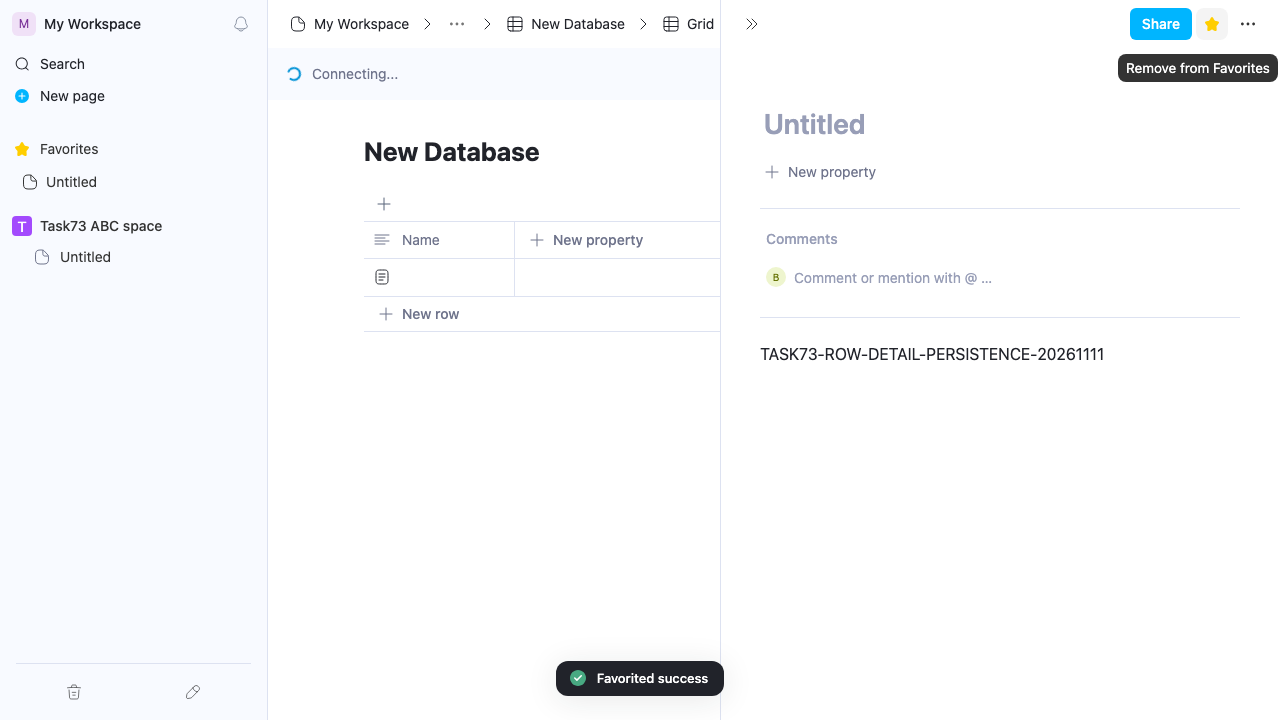 M My Workspace
Search
New page
Favorites
Untitled
T Task73 ABC space
Untitled
My Workspace
New Database
Grid
Connecting...
New Database
Name
New property
New row
Share
Remove from Favorites
Untitled
New property
Comments
B Comment or mention with @ ...
TASK73-ROW-DETAIL-PERSISTENCE-20261111
Favorited success